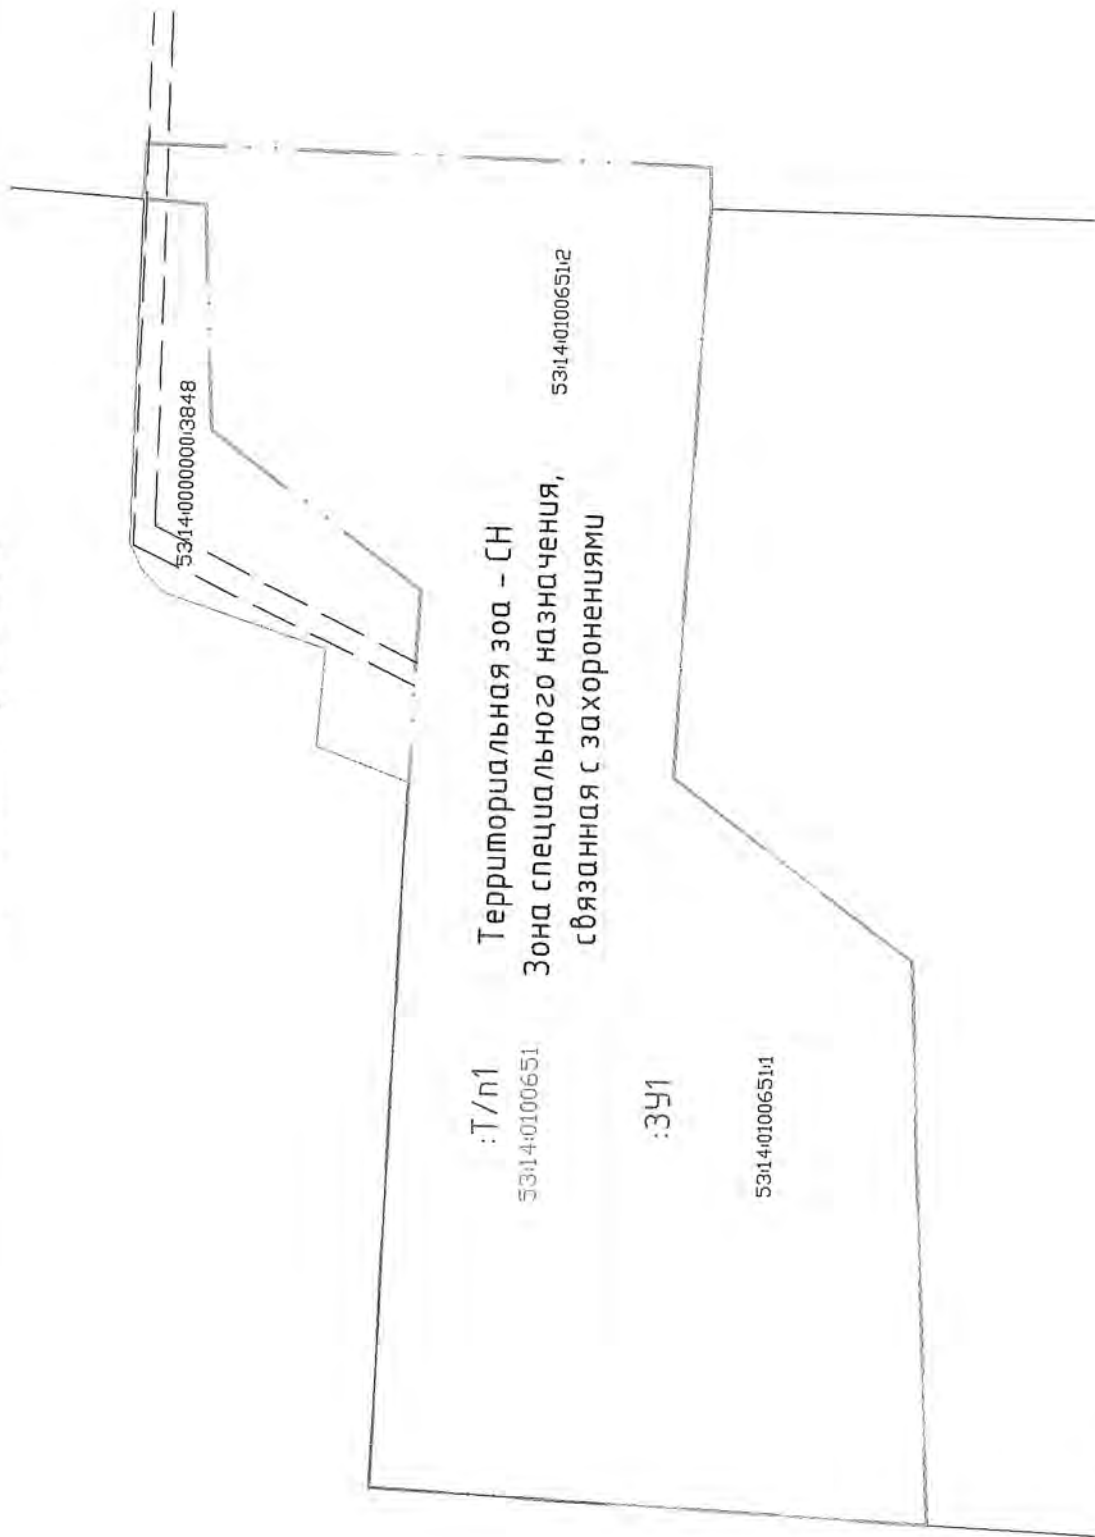 53:14:0000000:3848
Территориальная зоа - СН
Зона специального назначения,
связанная с захоронениями
53:14:0100651:2
:Т/п1
53:14:0100651
:ЗУ1
53:14:0100651:1